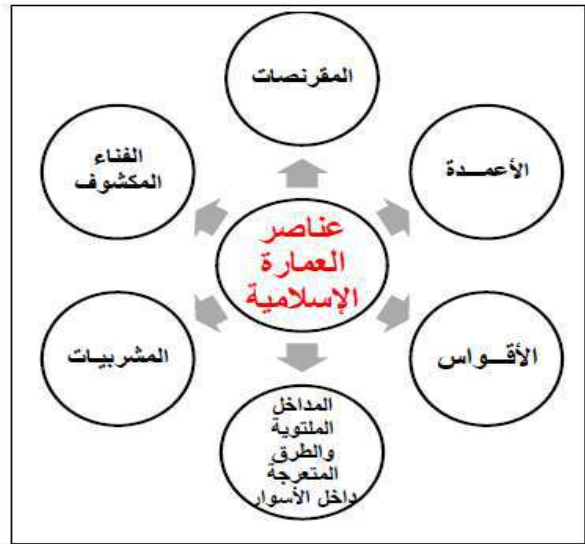 المقرنصات
الأعمـــدة
الأقـــواس
المداخل
الملتوية
والطرق
المتعرجة
داخل الأسوار
المشربيـات
الفناء
المكشوف
عناصر
العمارة
الإسلامية